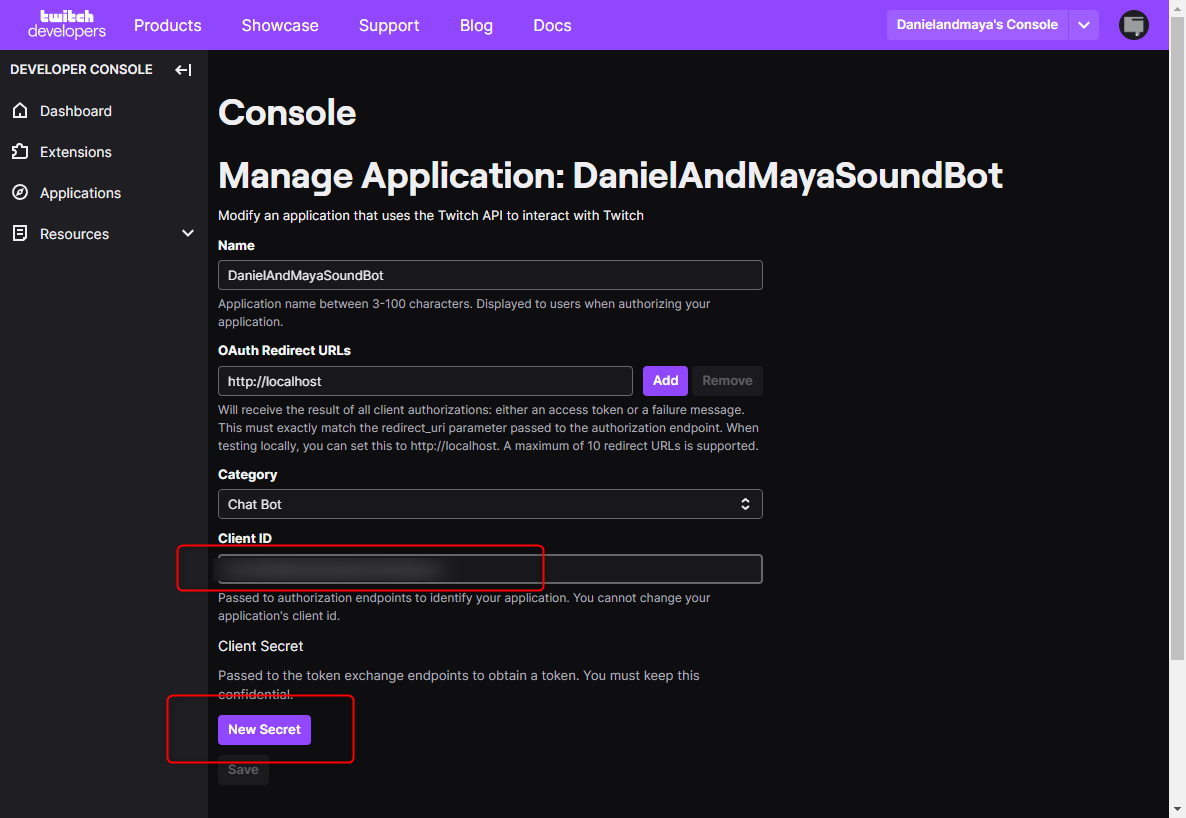 twitch
developers
Products
Showcase
Support
Blog
Docs
Danielandmaya's Console
DEVELOPER CONSOLE
Dashboard
Extensions
Applications
Resources
Console
Manage Application: DanielAndMayaSoundBot
Modify an application that uses the Twitch API to interact with Twitch
Name
DanielAndMayaSoundBot
Application name between 3-100 characters. Displayed to users when authorizing your
application.
OAuth Redirect URLs
http://localhost
Add
Remove
Will receive the result of all client authorizations: either an access token or a failure message.
This must exactly match the redirect_uri parameter passed to the authorization endpoint. When
testing locally, you can set this to http://localhost. A maximum of 10 redirect URLs is supported.
Category
Chat Bot
Client ID
Passed to authorization endpoints to identify your application. You cannot change your
application's client id.
Client Secret
Passed to the token exchange endpoints to obtain a token. You must keep this
confidential.
New Secret
Save